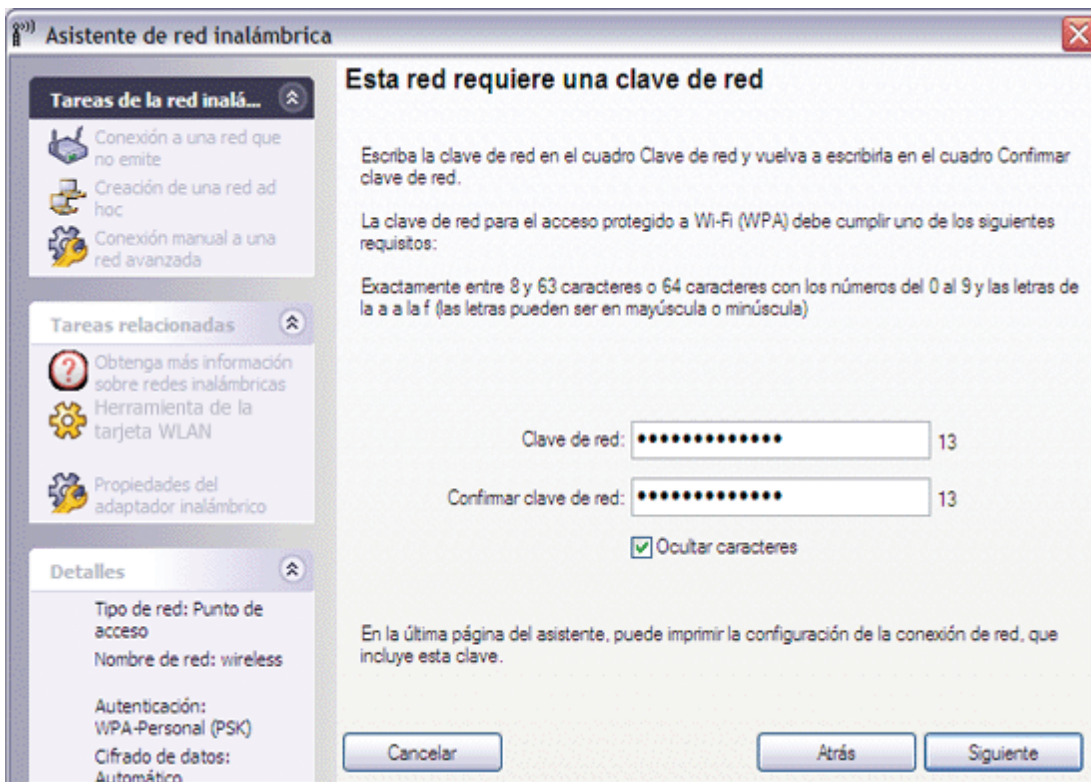 Asistente de red inalámbrica
Tareas de la red inalá...
Conexión a una red que
no emite
Creación de una red ad
hoc
Conexión manual a una
red avanzada
Tareas relacionadas
Obtenga más información
sobre redes inalámbricas
Herramienta de la
tarjeta WLAN
Propiedades del
adaptador inalámbrico
Detalles
Tipo de red: Punto de
acceso
Nombre de red: wireless
Autenticación:
WPA-Personal (PSK)
Cifrado de datos:
Automático
Esta red requiere una clave de red
Escriba la clave de red en el cuadro Clave de red y vuelva a escribirla en el cuadro Confirmar
clave de red.
La clave de red para el acceso protegido a Wi-Fi (WPA) debe cumplir uno de los siguientes
requisitos:
Exactamente entre 8 y 63 caracteres o 64 caracteres con los números del 0 al 9 y las letras de
la a a la f (las letras pueden ser en mayúscula o minúscula)
Clave de red: ••••••••••••• 13
Confirmar clave de red: ••••••••••••• 13
Ocultar caracteres
En la última página del asistente, puede imprimir la configuración de la conexión de red, que
incluye esta clave.
Cancelar
Atrás
Siguiente